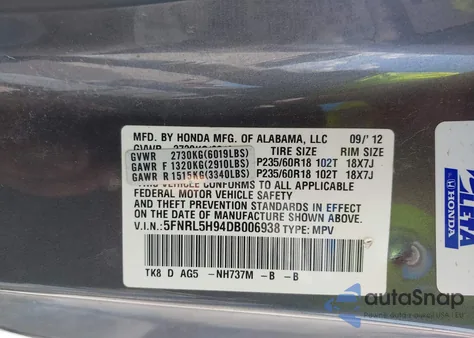 MFD. BY HONDA MFG. OF ALABAMA, LLC 09/'12
TIRE SIZE RIM SIZE
GVWR 2730KG(6019LBS)
GAWR F 1320KG(2910LBS) P235/60R18 102T 18X7J
GAWR R 1515KG(3340LBS) P235/60R18 102T 18X7J
THIS VEHICLE CONFORMS TO ALL APPLICABLE
FEDERAL MOTOR VEHICLE SAFETY, BUMPER,
AND THEFT PREVENTION STANDARDS IN EFFECT
ON THE DATE OF MANUFACTURE SHOWN ABOVE.
V.I.N.: 5FNRL5H94DB006938 TYPE: MPV
TK8 D AG5 -NH737M -B -B
HONDA
autoSnap